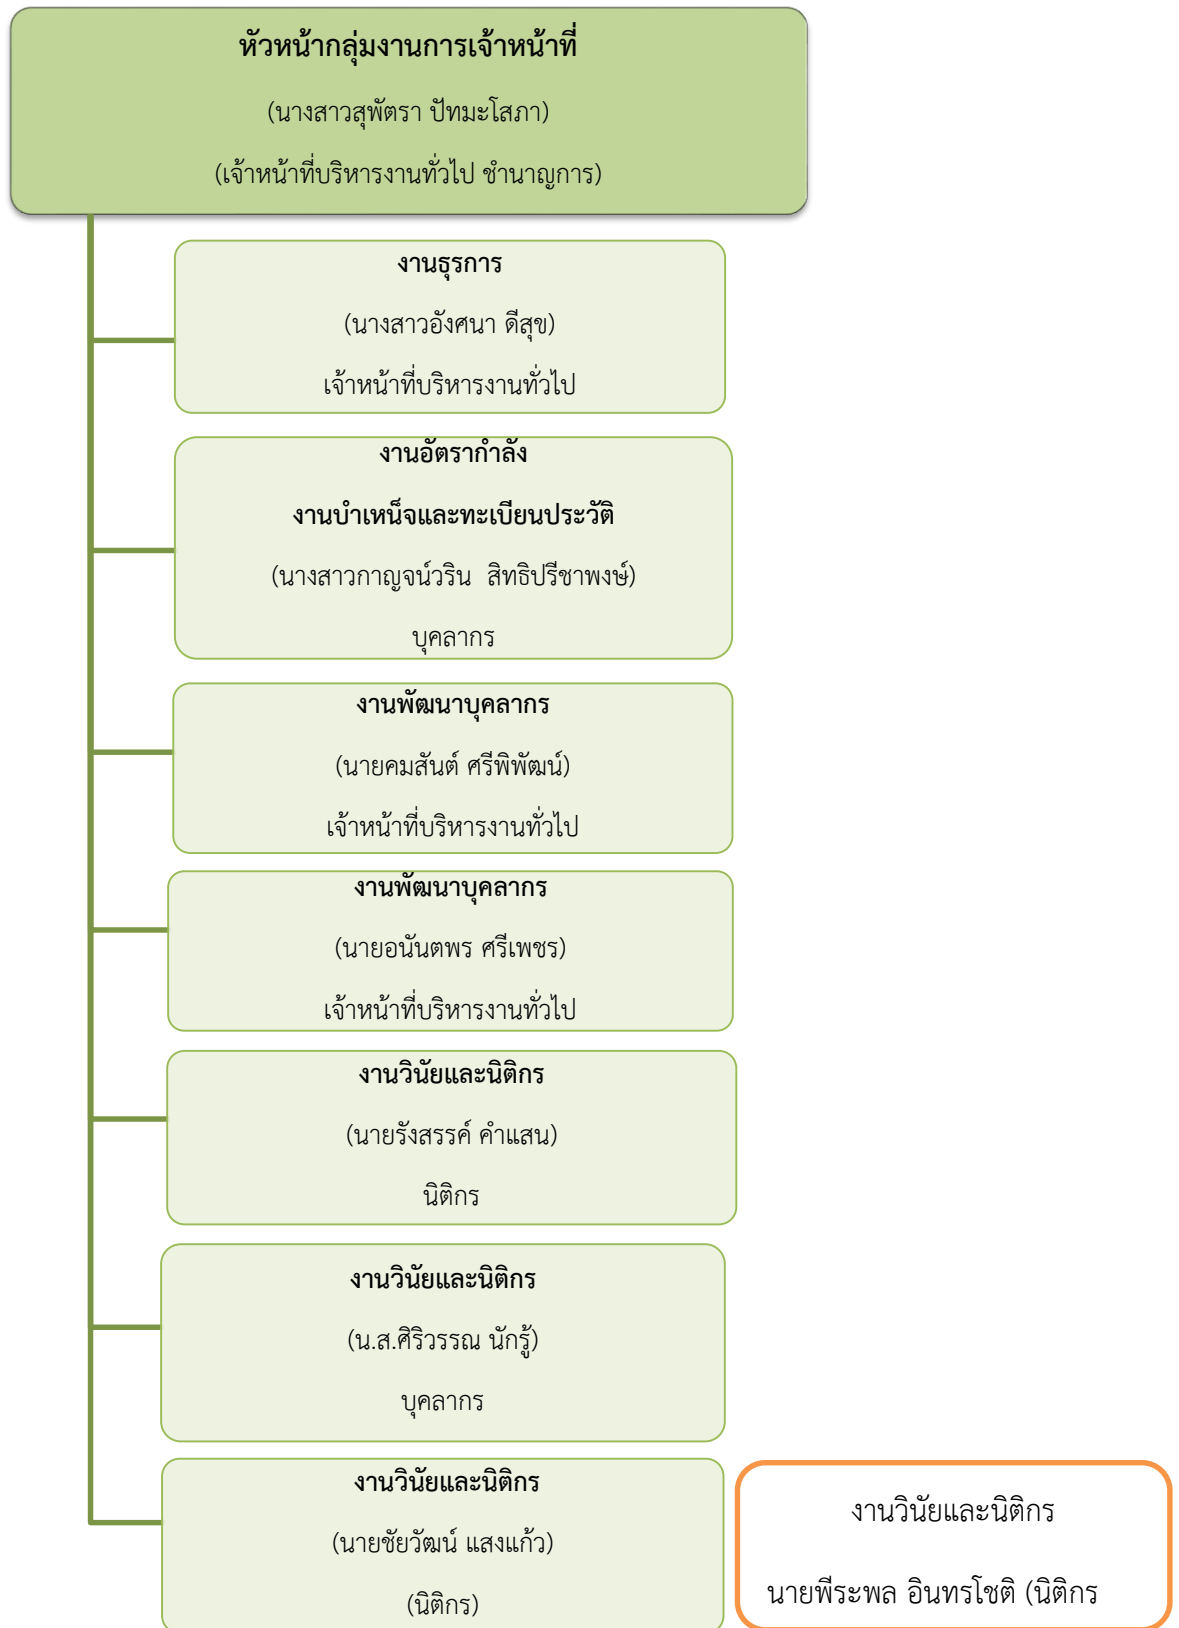 หัวหน้ากลุ่มงานการเจ้าหน้าที่
(นางสาวสุพัตรา ปัทมะโสภา)
(เจ้าหน้าที่บริหารงานทั่วไป ชำนาญการ)
งานธุรการ
(นางสาวอังศนา ดีสุข)
เจ้าหน้าที่บริหารงานทั่วไป
งานอัตรากำลัง
งานบำเหน็จและทะเบียนประวัติ
(นางสาวกาญจน์วริน  สิทธิปรีชาพงษ์)
บุคลากร
งานพัฒนาบุคลากร
(นายคมสันต์ ศรีพิพัฒน์)
เจ้าหน้าที่บริหารงานทั่วไป
งานพัฒนาบุคลากร
(นายอนันตพร ศรีเพชร)
เจ้าหน้าที่บริหารงานทั่วไป
งานวินัยและนิติกร
(นายรังสรรค์ คำแสน)
นิติกร
งานวินัยและนิติกร
(น.ส.ศิริวรรณ นักรู้)
บุคลากร
งานวินัยและนิติกร
(นายชัยวัฒน์ แสงแก้ว)
(นิติกร)
งานวินัยและนิติกร
นายพีระพล อินทรโชติ (นิติกร